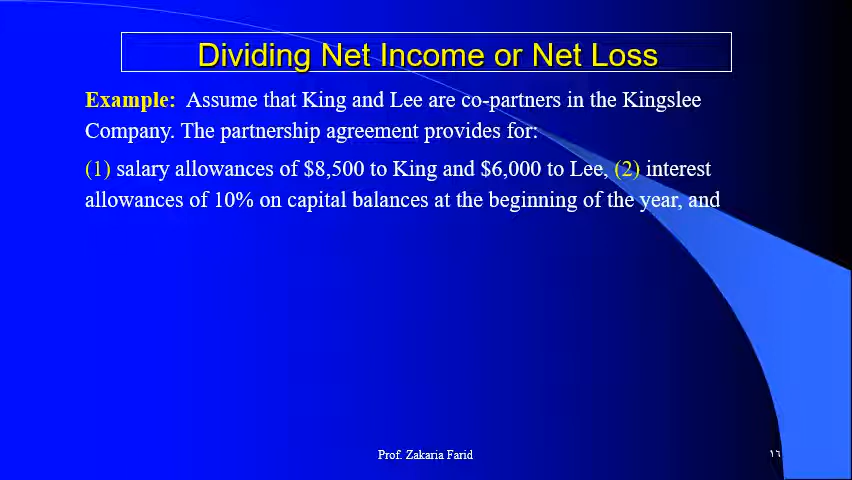 Dividing Net Income or Net Loss
Example: Assume that King and Lee are co-partners in the Kingslee
Company. The partnership agreement provides for:
(1) salary allowances of $8,500 to King and $6,000 to Lee, (2) interest
allowances of 10% on capital balances at the beginning of the year, and
Prof. Zakaria Farid
١٦